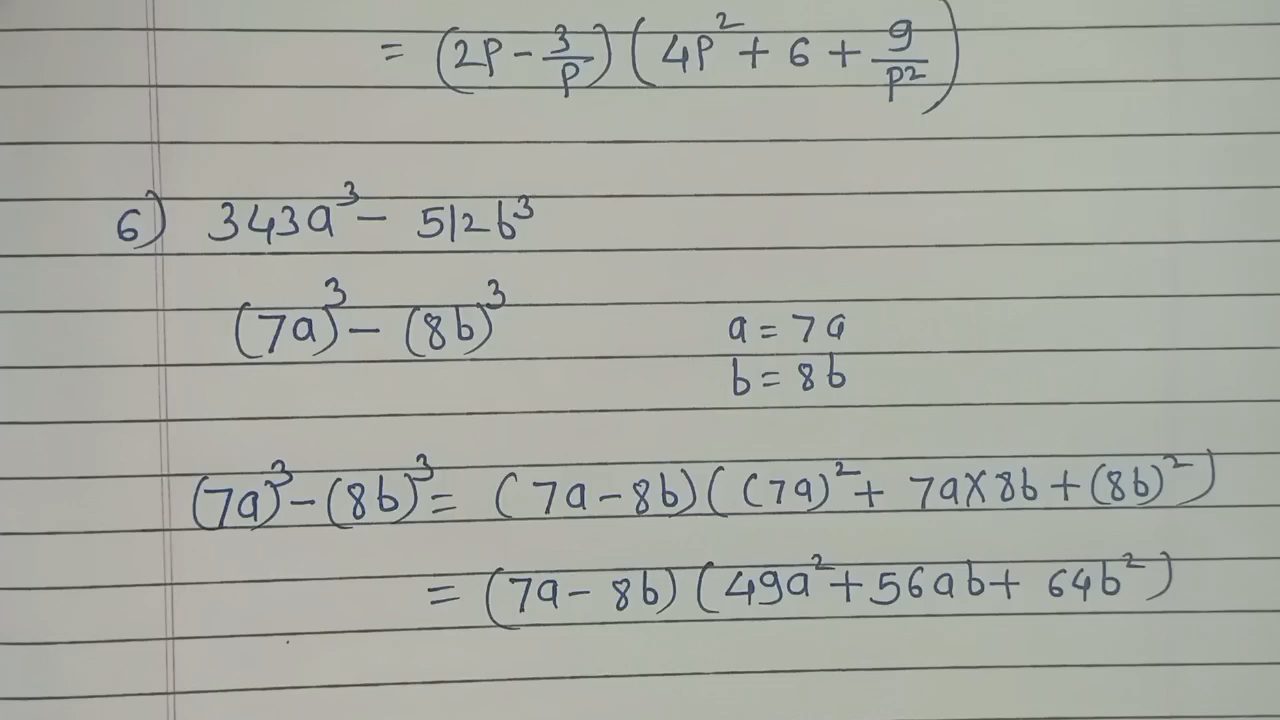 = (2p - 3/p) (4p² + 6 + 9/p²)
6) 343a³ - 512b³
(7a)³ - (8b)³
a = 7a
b = 8b
(7a)³ - (8b)³ = (7a - 8b) ((7a)² + 7a × 8b + (8b)²)
= (7a - 8b) (49a² + 56ab + 64b²)